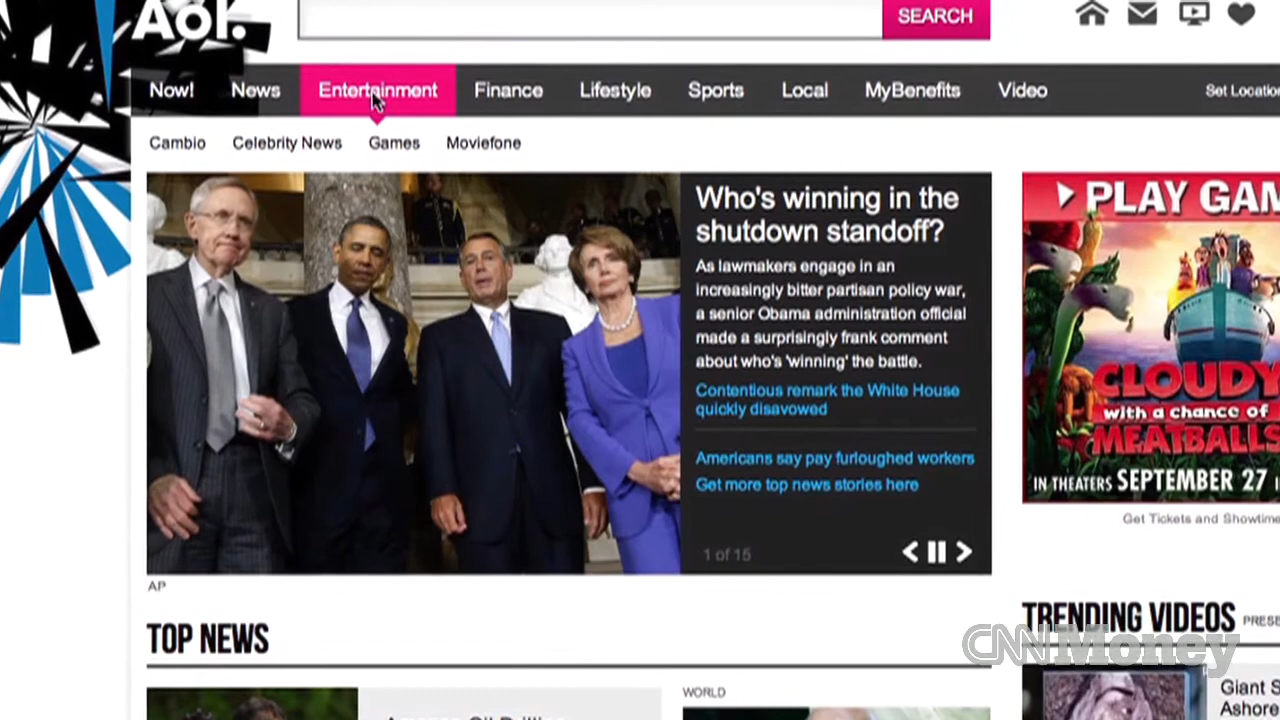 Aol.
SEARCH
Now! News Entertainment Finance Lifestyle Sports Local MyBenefits Video Set Location
Cambio Celebrity News Games Moviefone
Who's winning in the
shutdown standoff?
As lawmakers engage in an
increasingly bitter partisan policy war,
a senior Obama administration official
made a surprisingly frank comment
about who's 'winning' the battle.
Contentious remark the White House
quickly disavowed
Americans say pay furloughed workers
Get more top news stories here
1 of 15
AP
PLAY GAM
CLOUDY
with a chance of
MEATBALLS
IN THEATERS SEPTEMBER 27
Get Tickets and Showtime
TOP NEWS
TRENDING VIDEOS PRESE
CNNMoney
WORLD
Giant S
Ashore